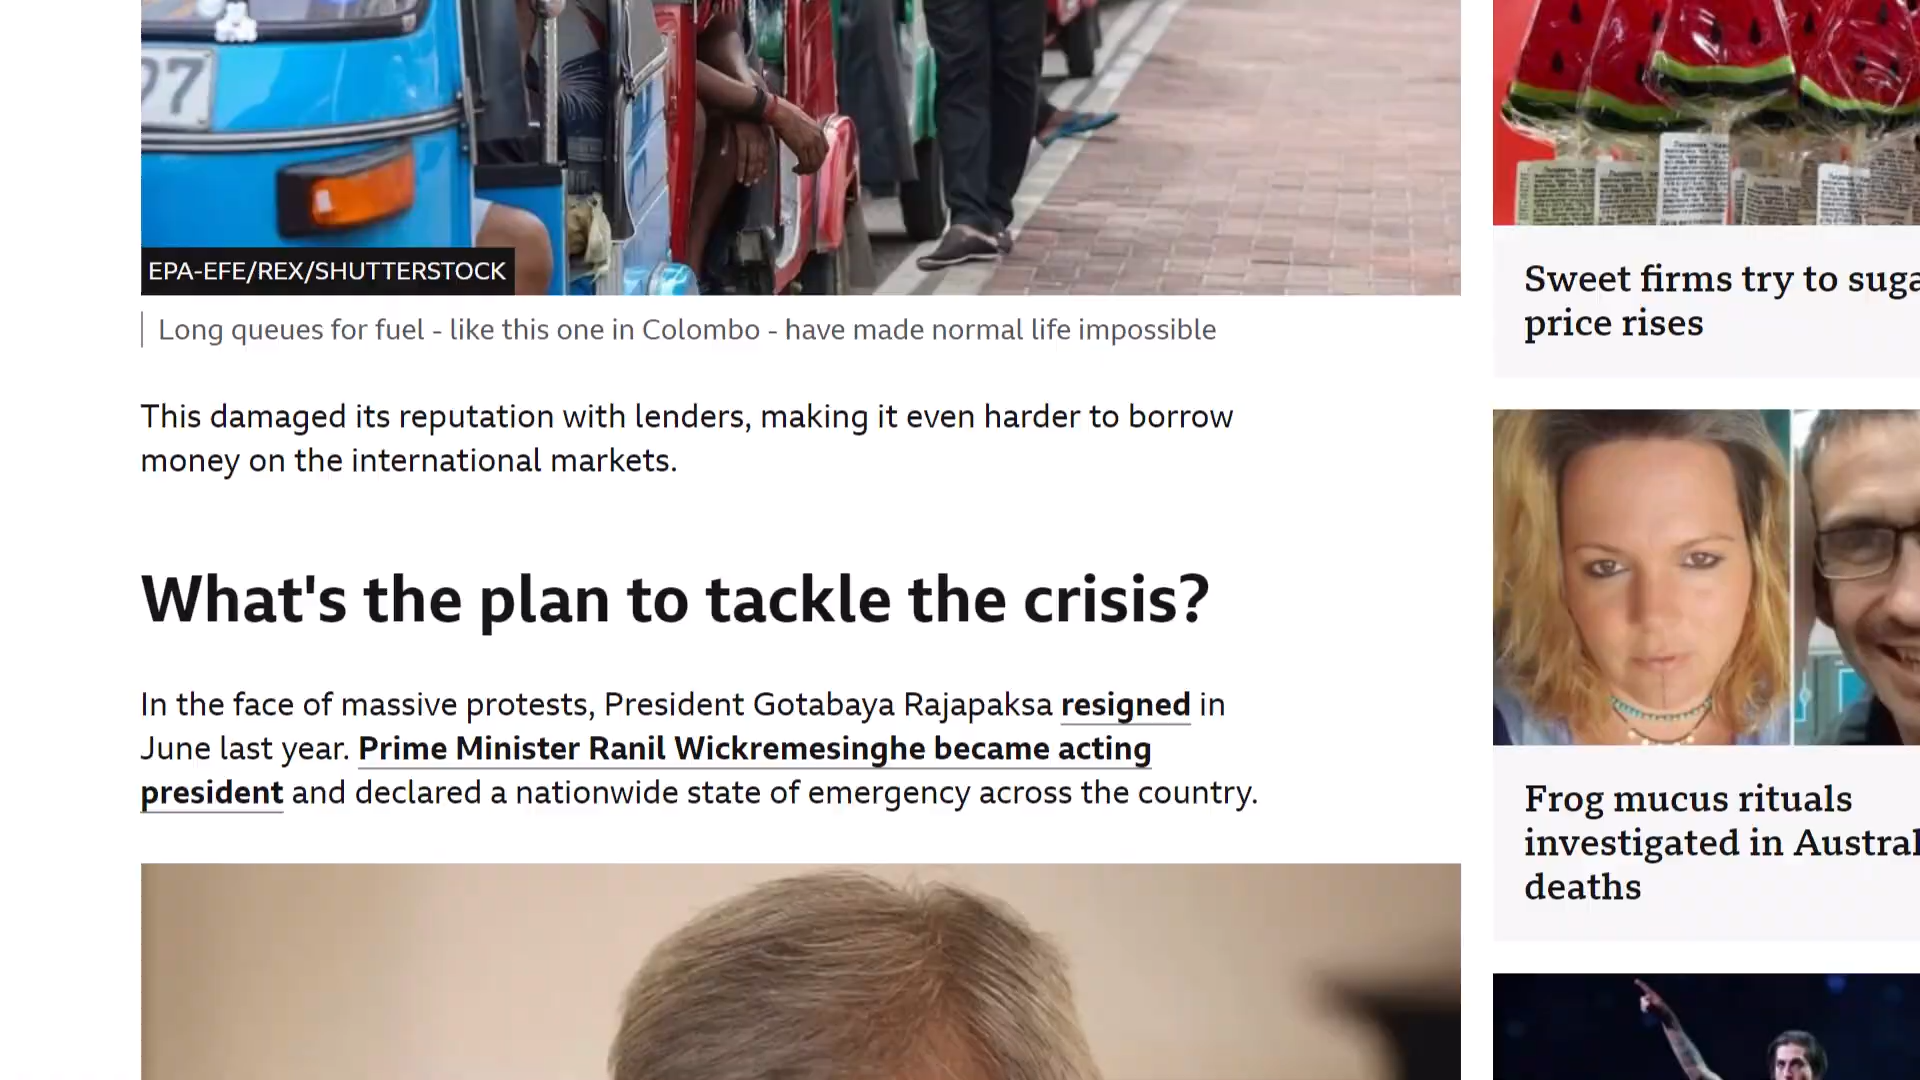 07
EPA-EFE/REX/SHUTTERSTOCK
Long queues for fuel - like this one in Colombo - have made normal life impossible
This damaged its reputation with lenders, making it even harder to borrow
money on the international markets.
What's the plan to tackle the crisis?
In the face of massive protests, President Gotabaya Rajapaksa resigned in
June last year. Prime Minister Ranil Wickremesinghe became acting
president and declared a nationwide state of emergency across the country.
Sweet firms try to suga
price rises
Frog mucus rituals
investigated in Austral
deaths